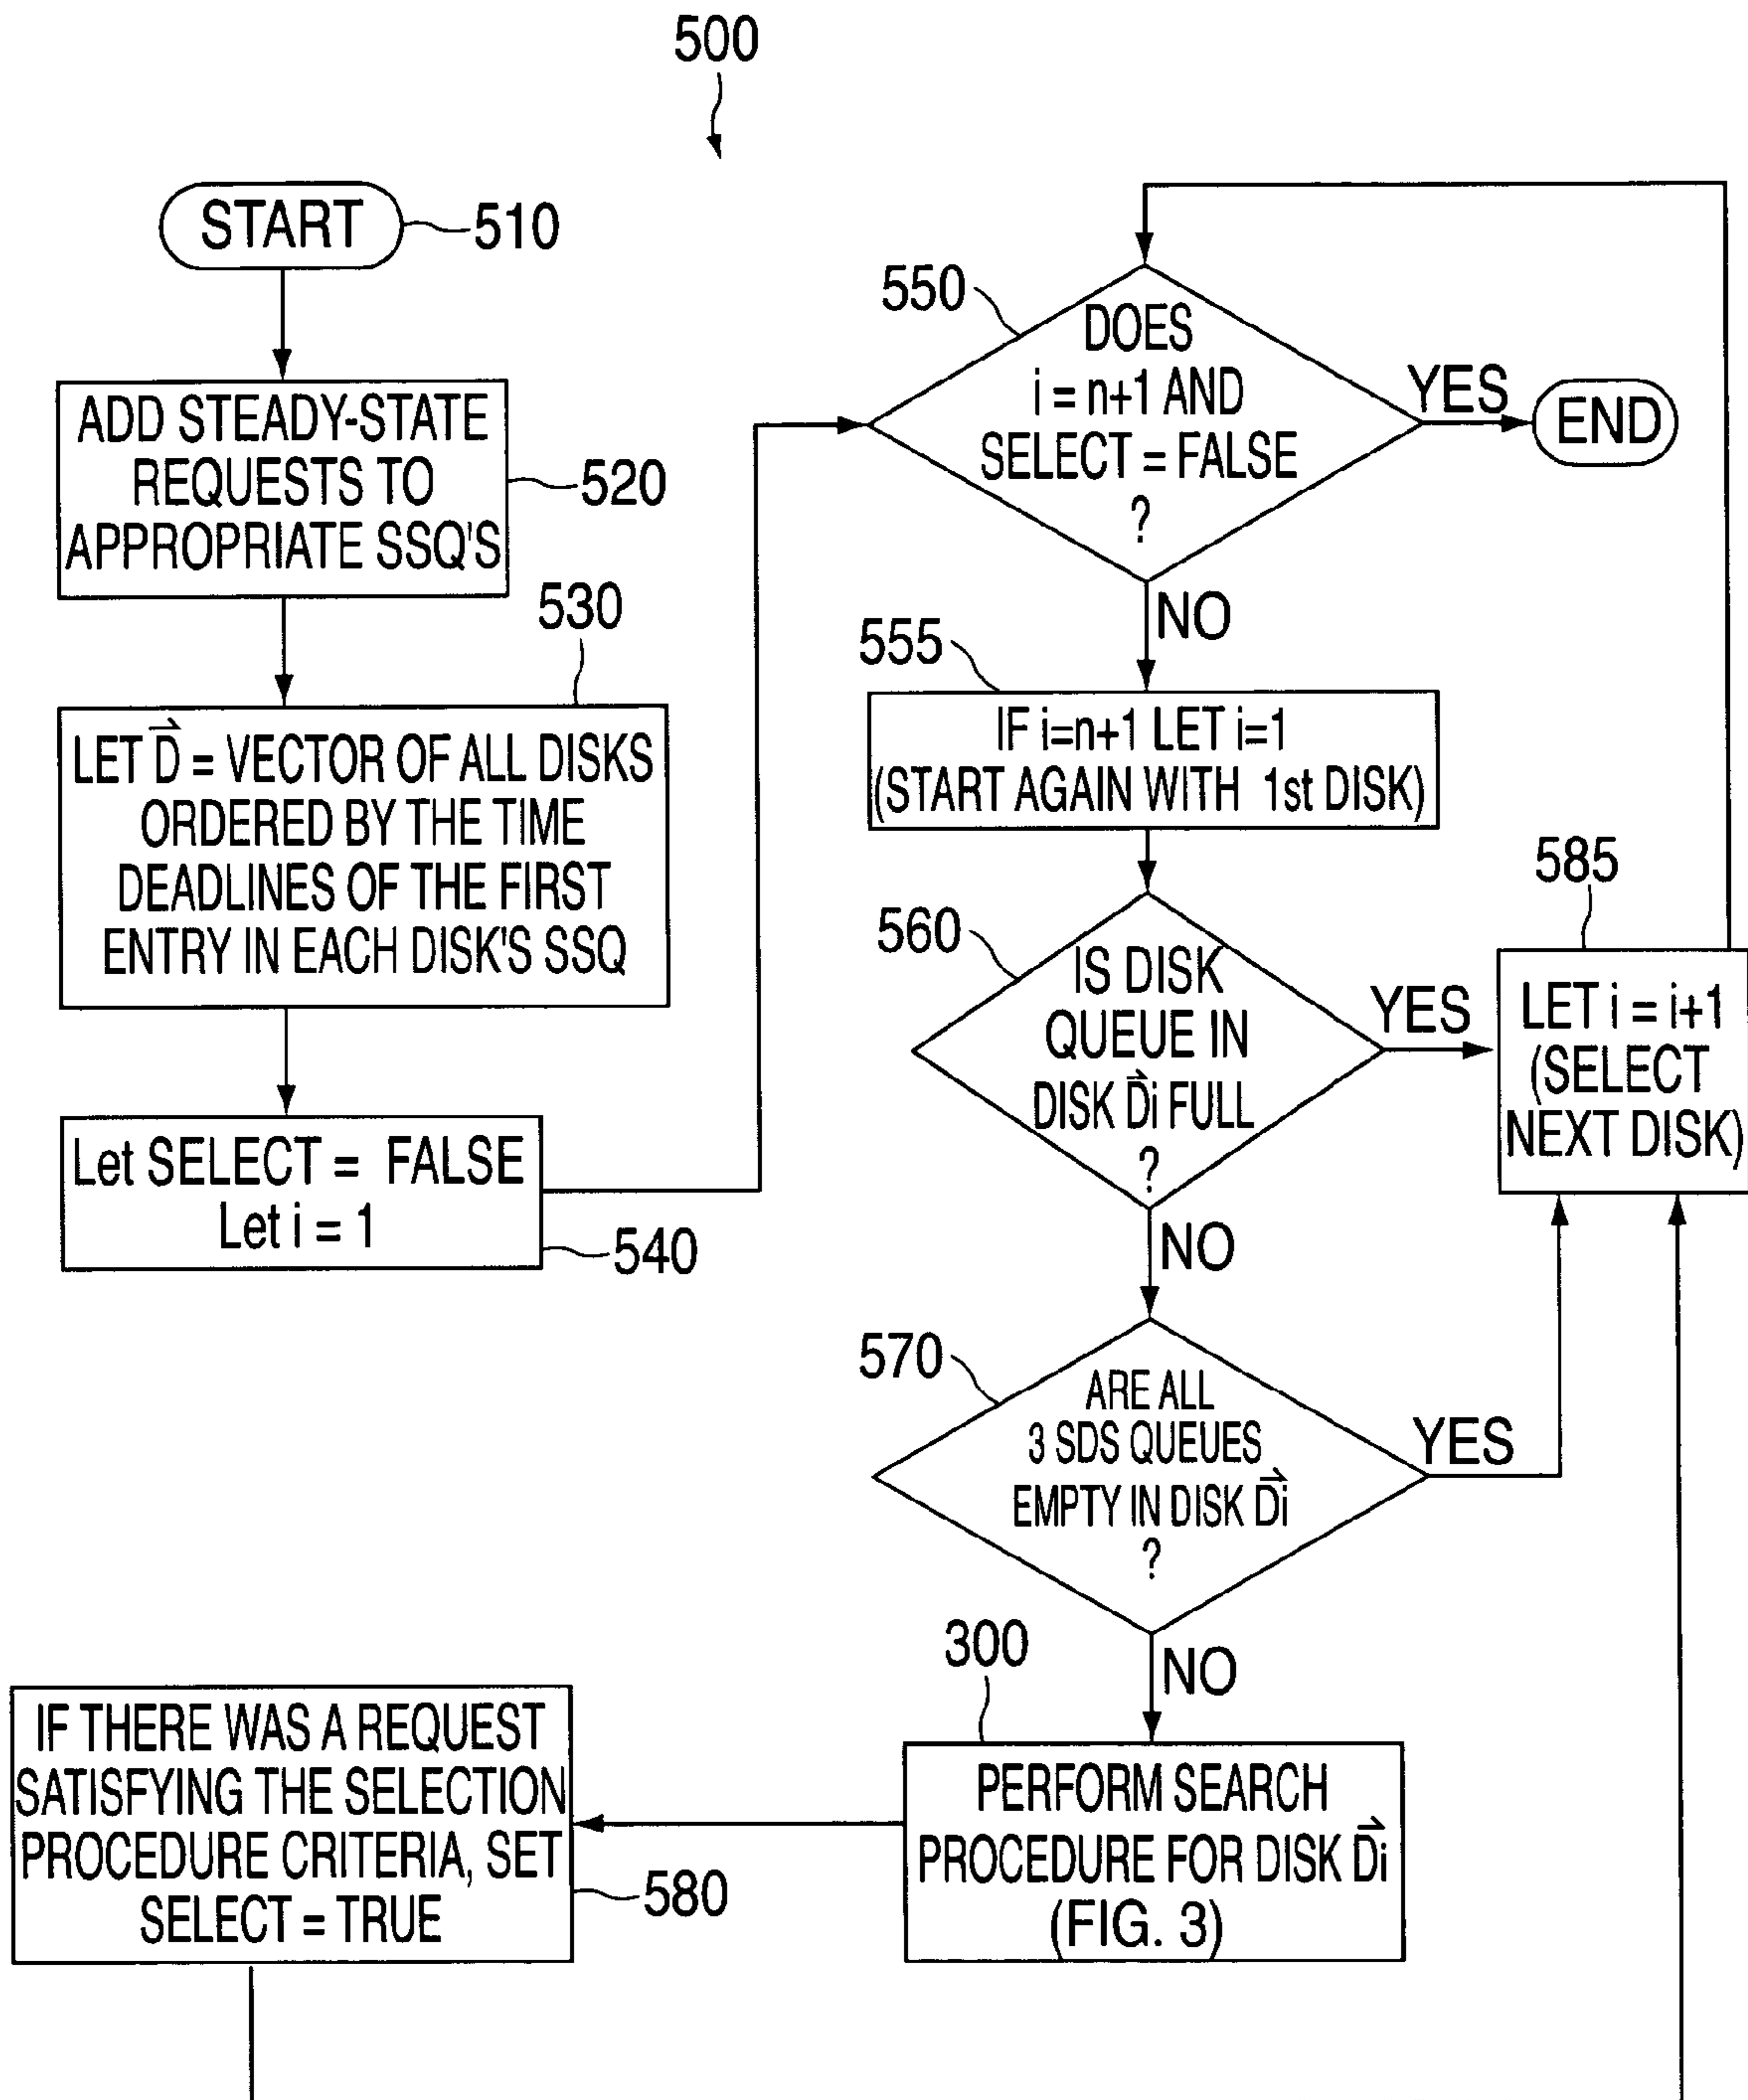 500
START
510
ADD STEADY-STATE
REQUESTS TO
APPROPRIATE SSQ'S
520
530
LET D⃗ = VECTOR OF ALL DISKS
ORDERED BY THE TIME
DEADLINES OF THE FIRST
ENTRY IN EACH DISK'S SSQ
Let SELECT = FALSE
Let i = 1
540
550
DOES
i = n+1 AND
SELECT = FALSE
?
YES
END
NO
555
IF i=n+1 LET i=1
(START AGAIN WITH 1st DISK)
560
IS DISK
QUEUE IN
DISK D⃗i FULL
?
YES
585
LET i = i+1
(SELECT
NEXT DISK)
NO
570
ARE ALL
3 SDS QUEUES
EMPTY IN DISK D⃗i
?
YES
NO
300
PERFORM SEARCH
PROCEDURE FOR DISK D⃗i
(FIG. 3)
IF THERE WAS A REQUEST
SATISFYING THE SELECTION
PROCEDURE CRITERIA, SET
SELECT = TRUE
580